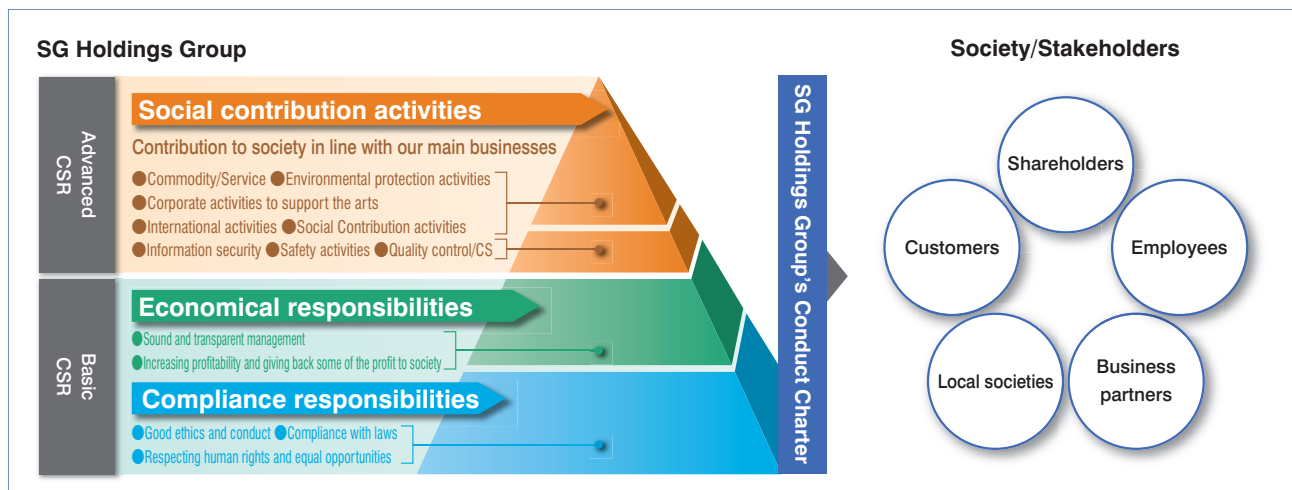 SG Holdings Group
Advanced
CSR
Social contribution activities
Contribution to society in line with our main businesses
●Commodity/Service ●Environmental protection activities
●Corporate activities to support the arts
●International activities ●Social Contribution activities
●Information security ●Safety activities ●Quality control/CS
Basic
CSR
Economical responsibilities
●Sound and transparent management
●Increasing profitability and giving back some of the profit to society
Compliance responsibilities
●Good ethics and conduct ●Compliance with laws
●Respecting human rights and equal opportunities
SG Holdings Group's Conduct Charter
Society/Stakeholders
Shareholders
Customers
Employees
Local societies
Business
partners